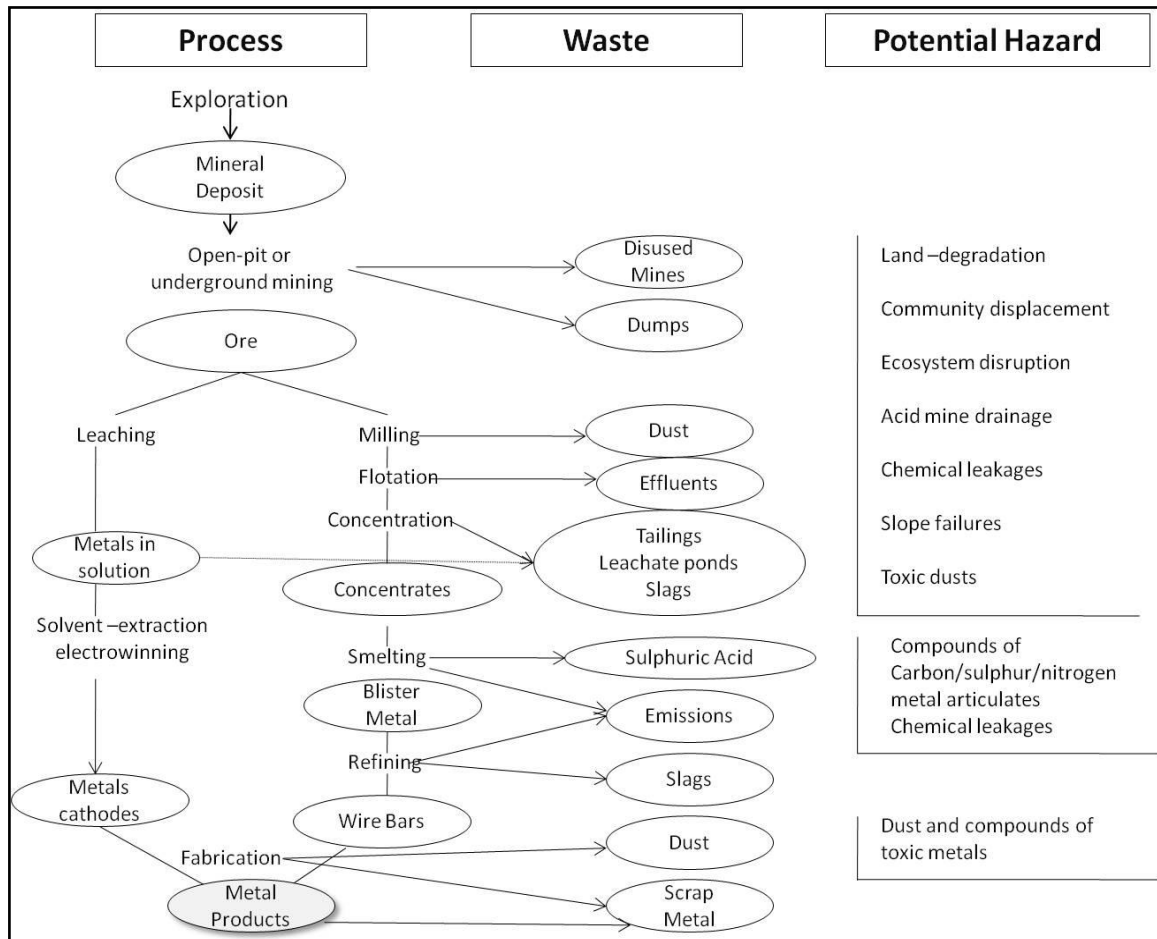 Process
Waste
Potential Hazard
Exploration
Mineral
Deposit
Open-pit or
underground mining
Disused
Mines
Dumps
Ore
Leaching
Milling
Dust
Flotation
Effluents
Concentration
Metals in
solution
Tailings
Leachate ponds
Slags
Concentrates
Solvent –extraction
electrowinning
Smelting
Sulphuric Acid
Blister
Metal
Emissions
Refining
Slags
Metals
cathodes
Wire Bars
Fabrication
Dust
Metal
Products
Scrap
Metal
Land –degradation
Community displacement
Ecosystem disruption
Acid mine drainage
Chemical leakages
Slope failures
Toxic dusts
Compounds of
Carbon/sulphur/nitrogen
metal articulates
Chemical leakages
Dust and compounds of
toxic metals